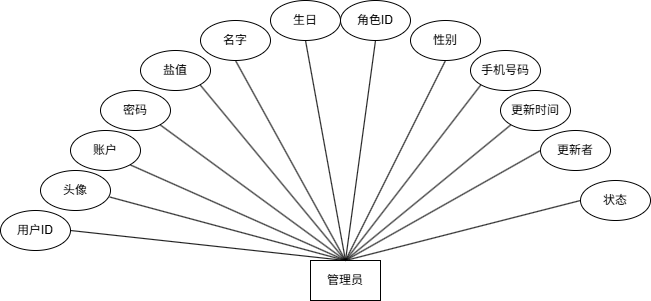 生日
角色ID
名字
性别
盐值
手机号码
密码
更新时间
账户
更新者
头像
状态
用户ID
管理员